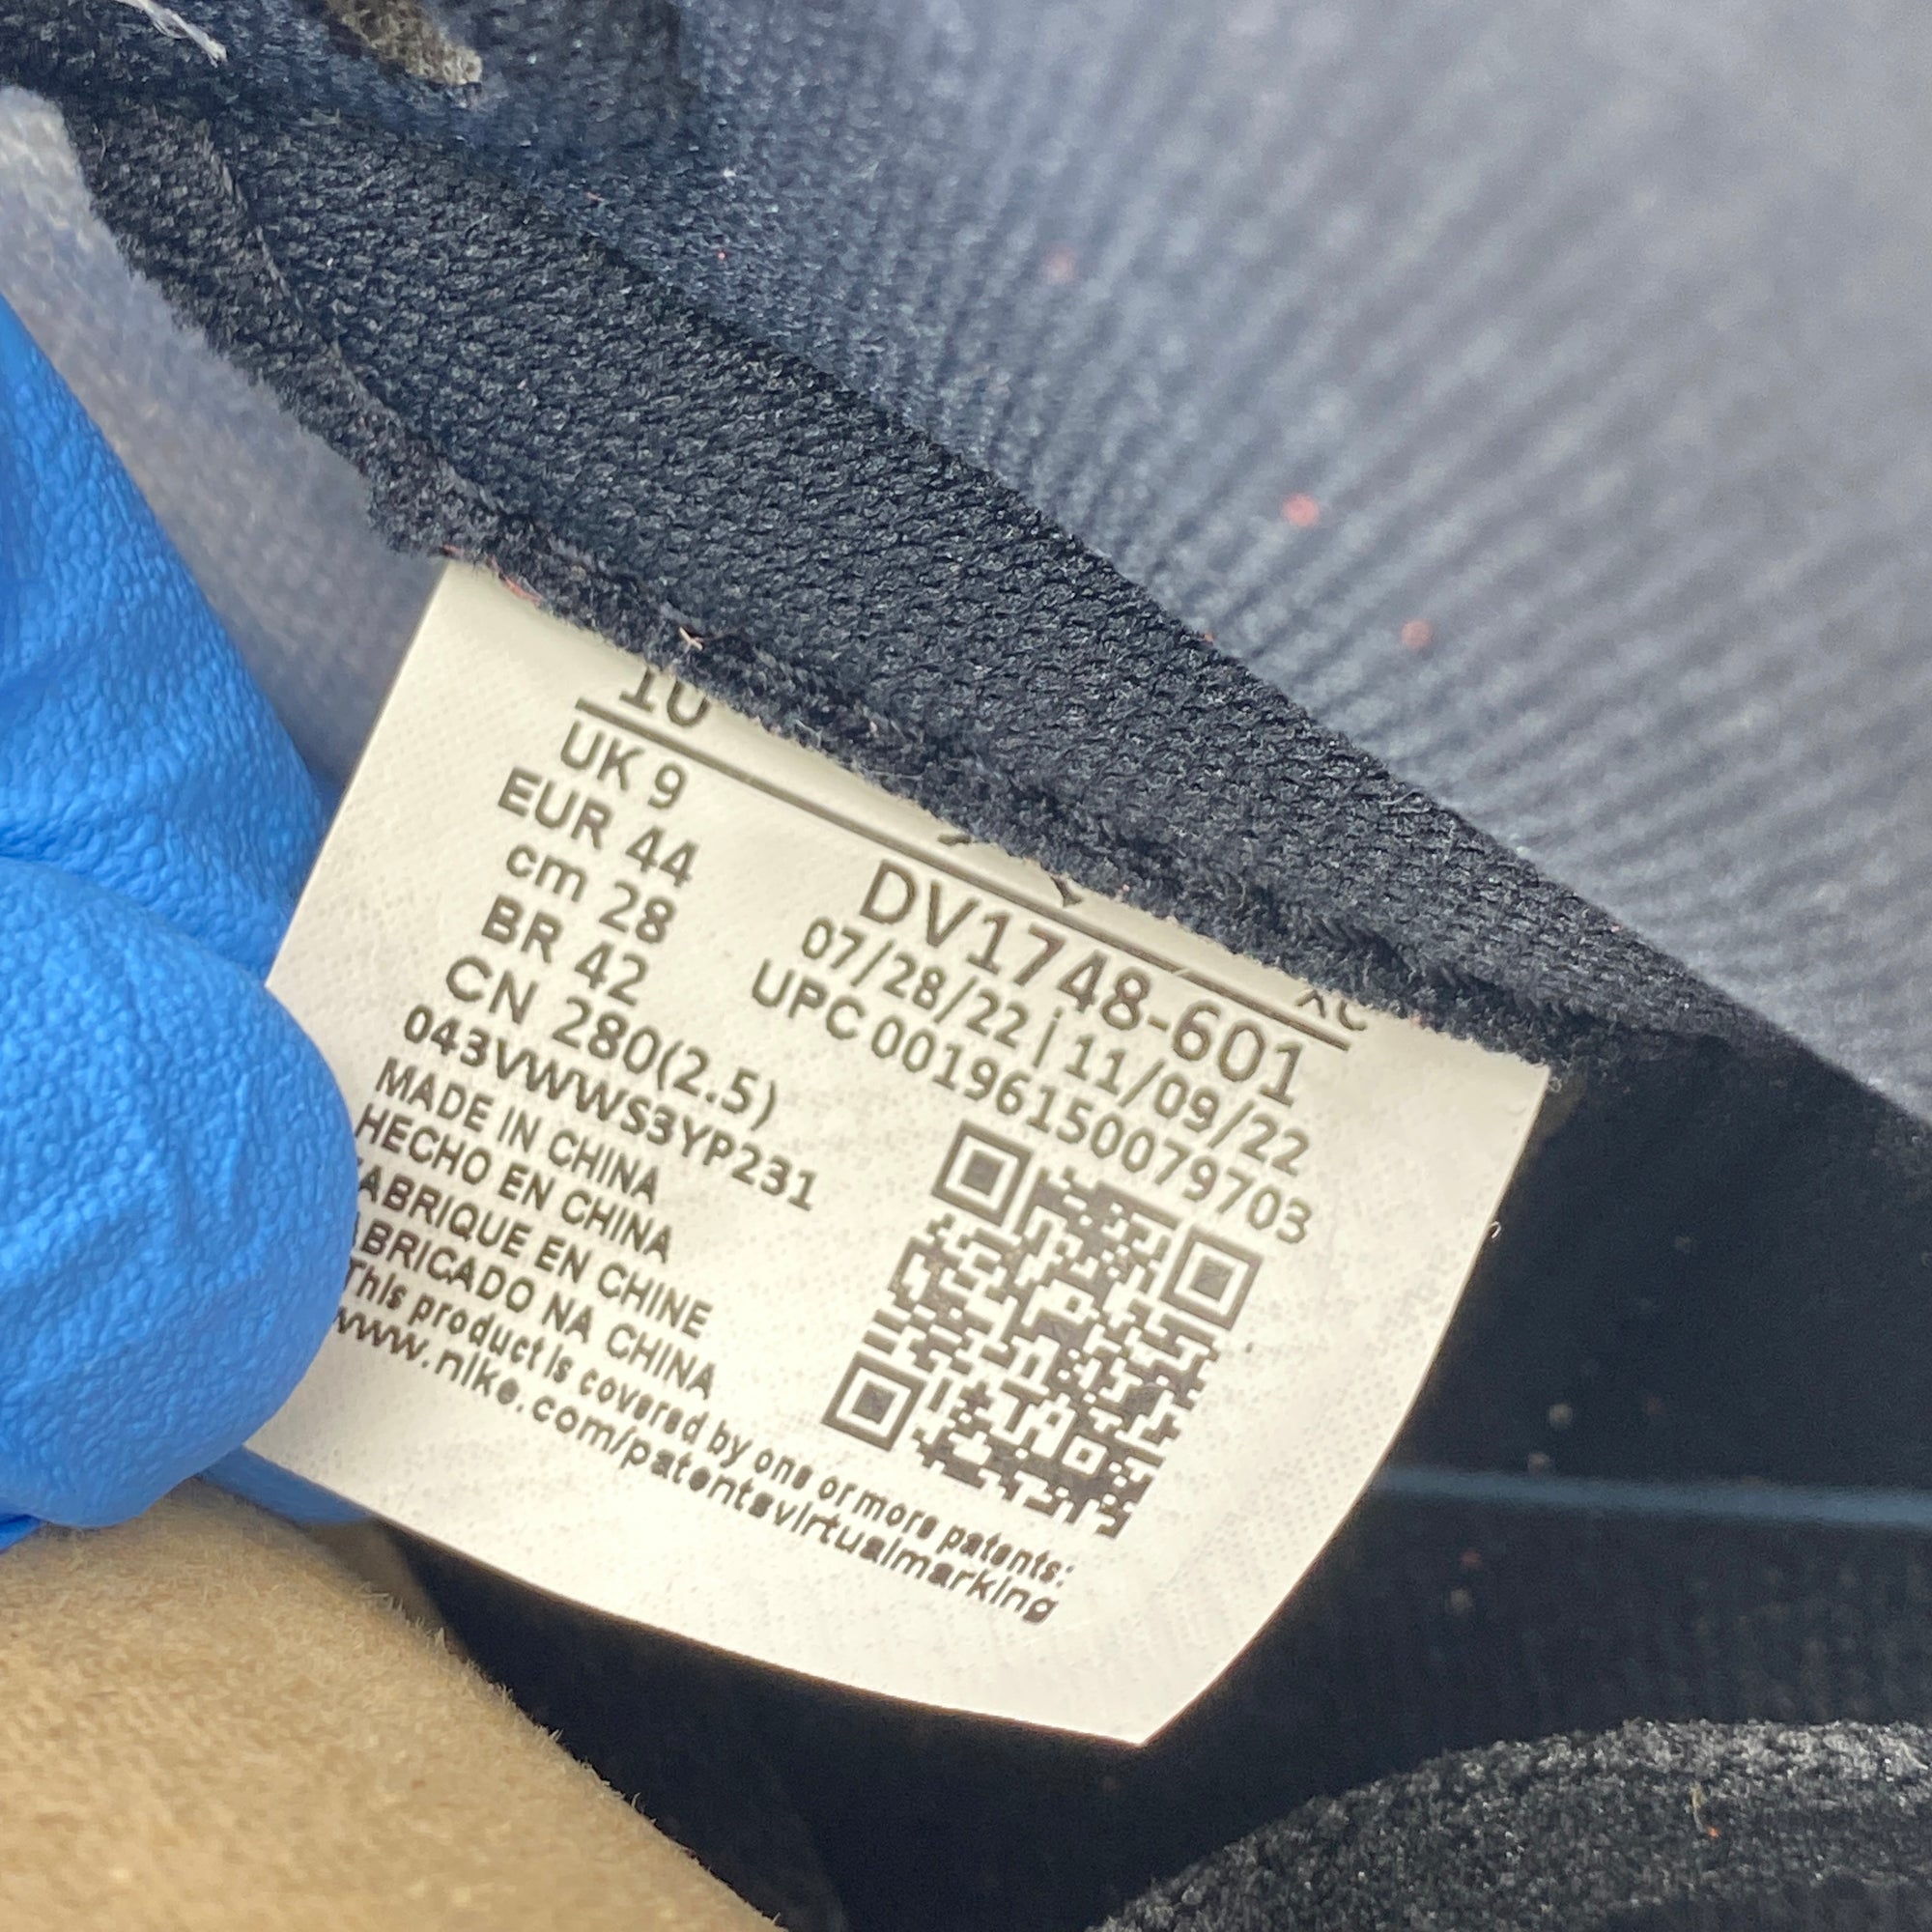 10
UK 9
EUR 44
cm 28
BR 42
CN 280(2.5)
043VWWS3YP231
MADE IN CHINA
HECHO EN CHINA
ABRIQUE EN CHINE
ABRICADO NA CHINA
This product is covered by one or more patents:
www.nike.com/patentsvirtualmarking
XC
DV1748-601
07/28/22 | 11/09/22
UPC 00196150079703